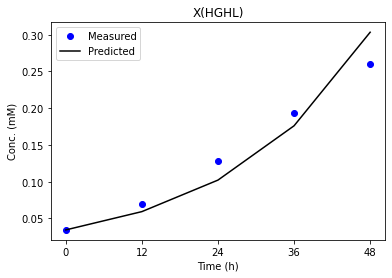 X(HGHL)
Measured
Predicted
Conc. (mM)
0.30
0.25
0.20
0.15
0.10
0.05
0 12 24 36 48
Time (h)